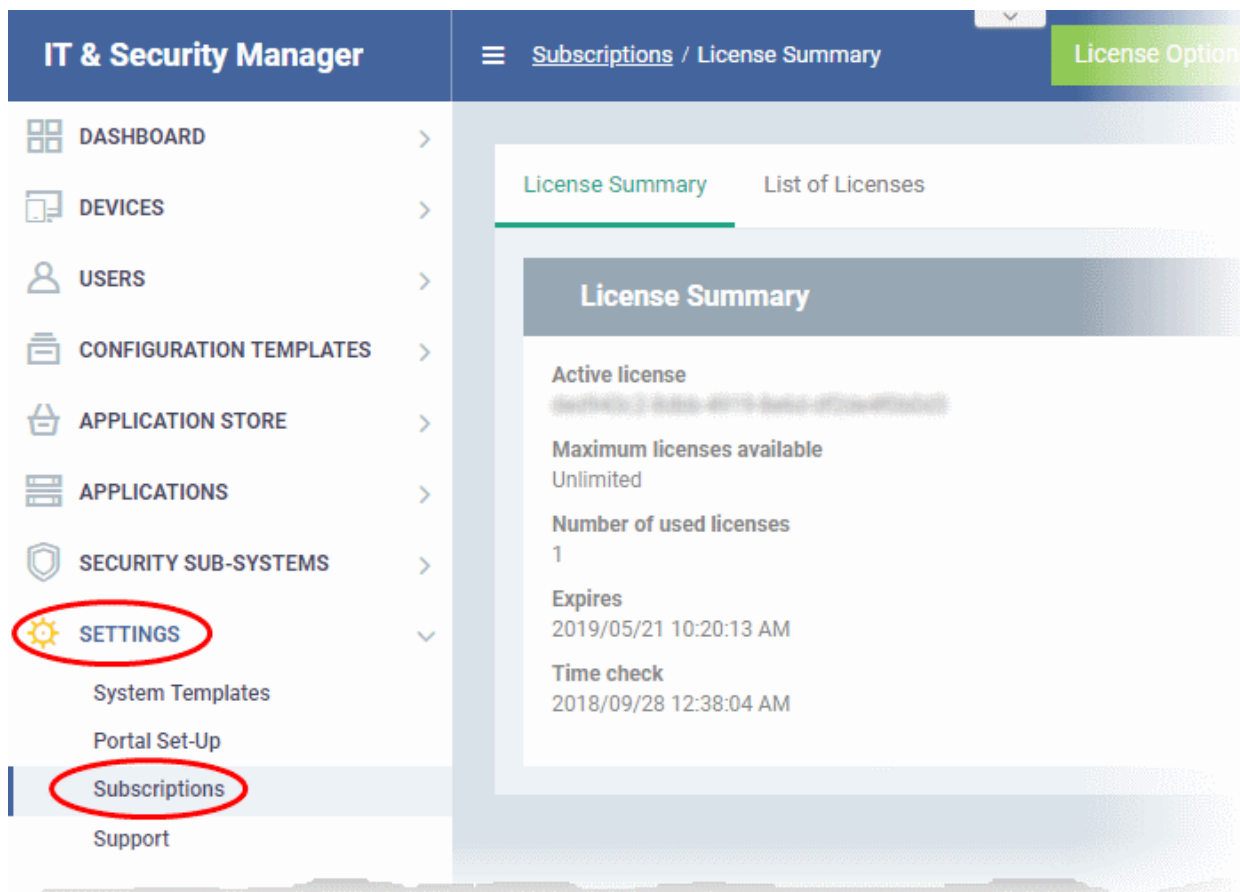 IT & Security Manager
Subscriptions / License Summary
License Option
DASHBOARD
DEVICES
USERS
CONFIGURATION TEMPLATES
APPLICATION STORE
APPLICATIONS
SECURITY SUB-SYSTEMS
SETTINGS
System Templates
Portal Set-Up
Subscriptions
Support
License Summary
List of Licenses
License Summary
Active license
Maximum licenses available
Unlimited
Number of used licenses
1
Expires
2019/05/21 10:20:13 AM
Time check
2018/09/28 12:38:04 AM